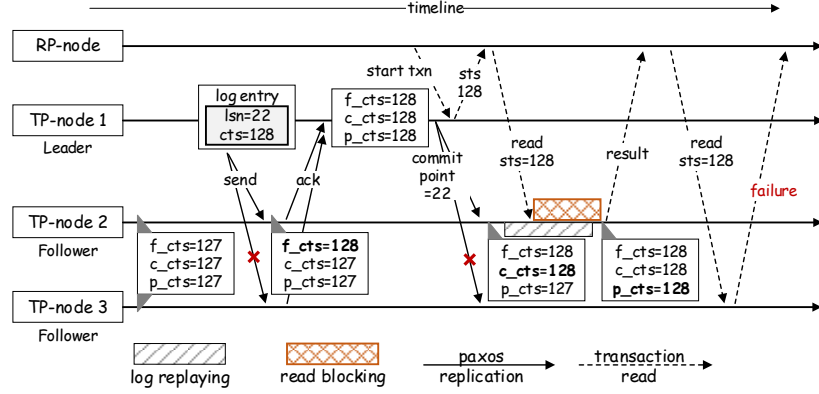 timeline
RP-node
start txn
sts
128
log entry
lsn=22
cts=128
f_cts=128
c_cts=128
p_cts=128
TP-node 1
Leader
commit
point
=22
read
sts=128
result
read
sts=128
send
ack
failure
TP-node 2
Follower
f_cts=127
c_cts=127
p_cts=127
f_cts=128
c_cts=127
p_cts=127
f_cts=128
c_cts=128
p_cts=127
f_cts=128
c_cts=128
p_cts=128
TP-node 3
Follower
log replaying
read blocking
paxos
replication
transaction
read